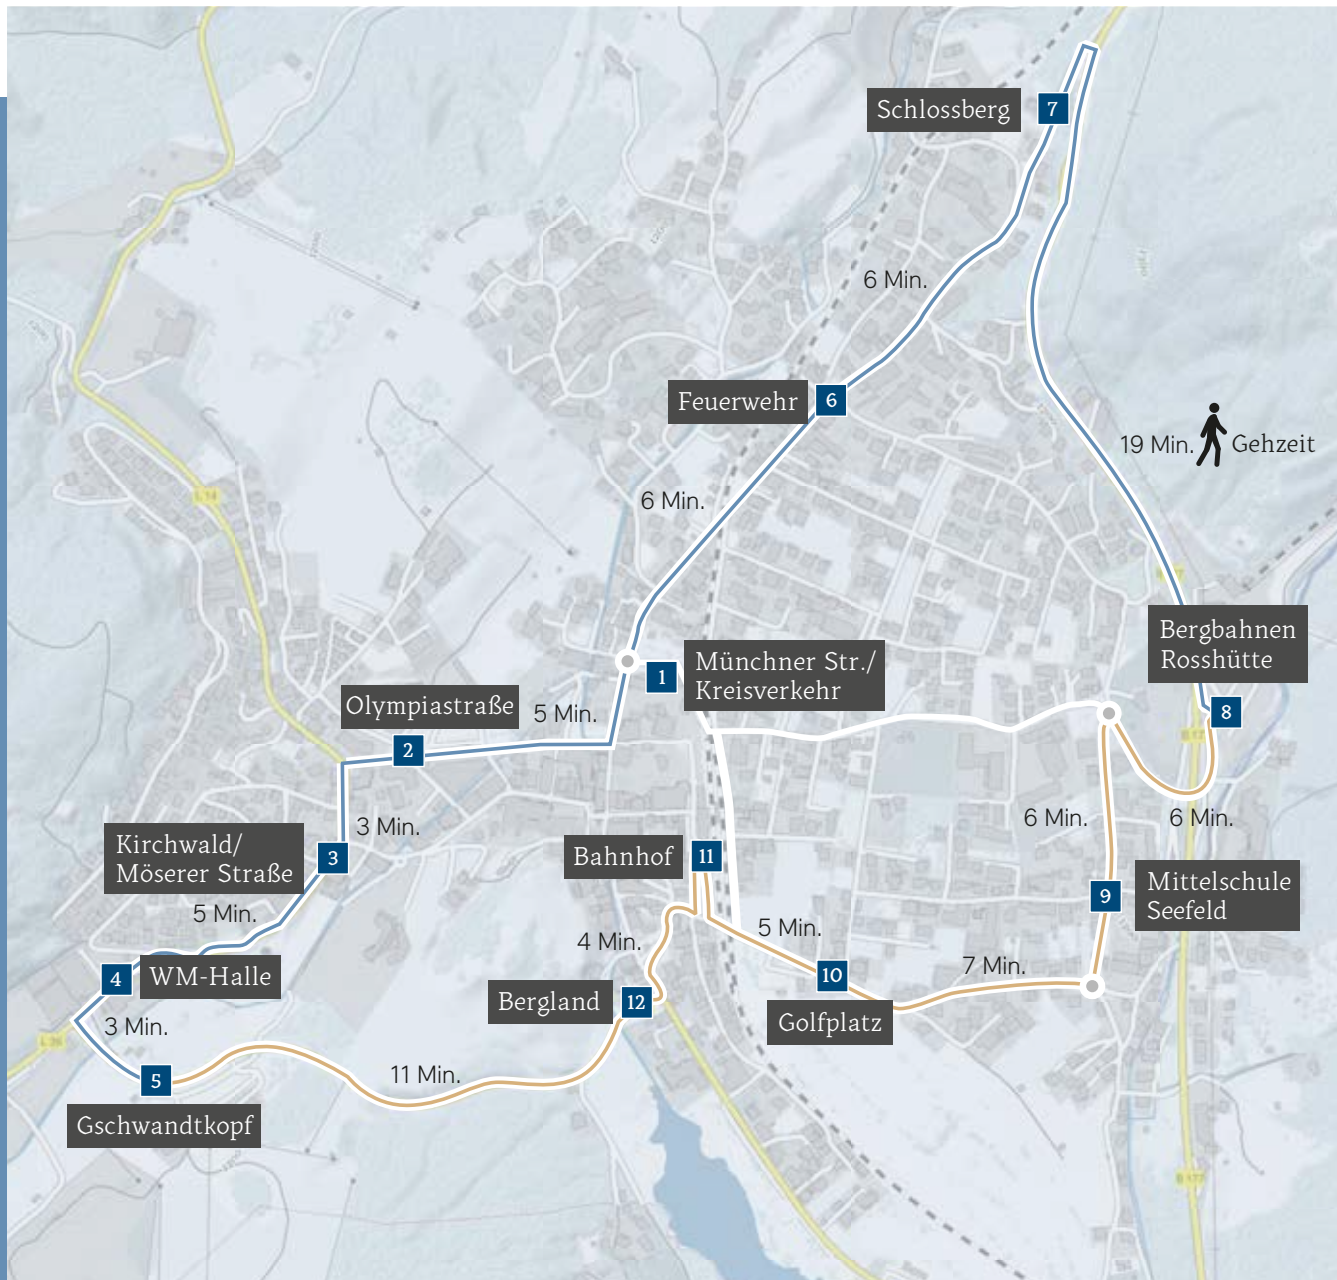 Schlossberg
7
6 Min.
Feuerwehr
6
19 Min.
Gehzeit
6 Min.
L 14
Bergbahnen
Rosshütte
8
1
Münchner Str./
Kreisverkehr
Olympiastraße
5 Min.
2
3 Min.
6 Min.
6 Min.
Kirchwald/
Möserer Straße
3
Bahnhof
11
Mittelschule
Seefeld
9
5 Min.
4 Min.
5 Min.
7 Min.
4
WM-Halle
10
Bergland
12
Golfplatz
3 Min.
L 36
11 Min.
5
Gschwandtkopf
B 177